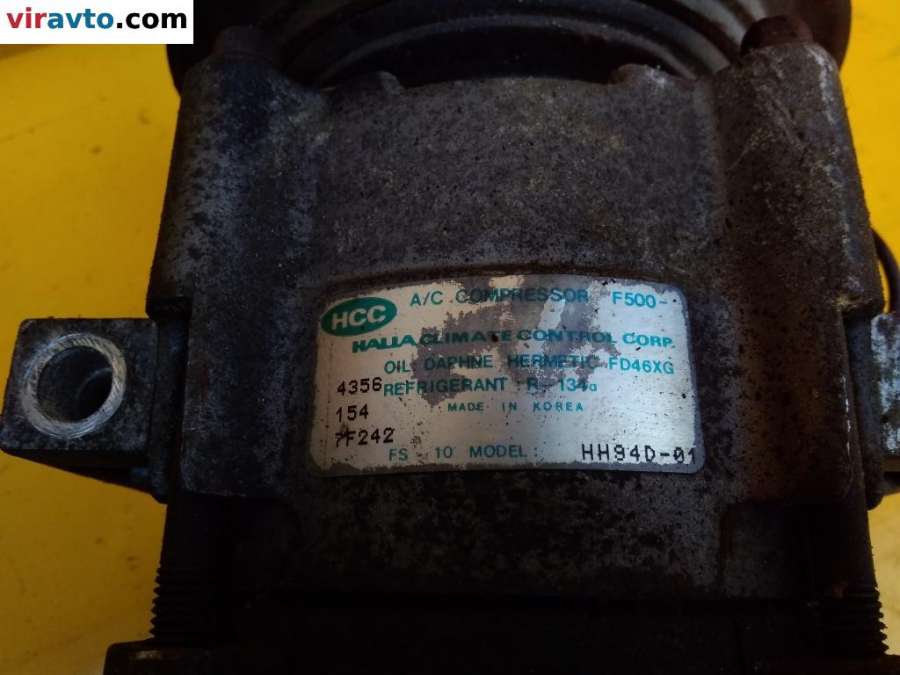 viravto.com
HCC
A/C COMPRESSOR F500-
HALLA CLIMATE CONTROL CORP.
OIL DAPHNE HERMETIC FD46XG
4356 REFRIGERANT : R-134a
154 MADE IN KOREA
7F242
FS - 10 MODEL : HH94D-01